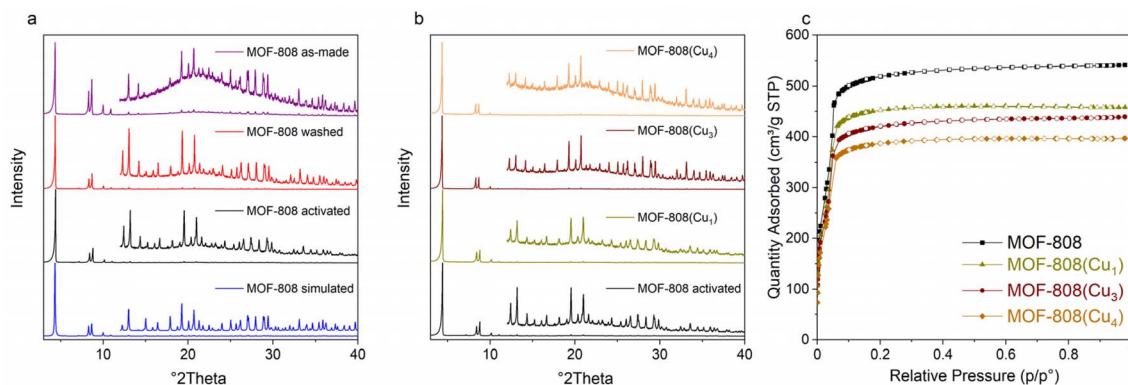 a
MOF-808 as-made
MOF-808 washed
MOF-808 activated
MOF-808 simulated
Intensity
10 20 30 40
°2Theta
b
MOF-808(Cu₄)
MOF-808(Cu₃)
MOF-808(Cu₁)
MOF-808 activated
Intensity
10 20 30 40
°2Theta
c
600
500
400
300
200
100
0
Quantity Adsorbed (cm³/g STP)
MOF-808
MOF-808(Cu₁)
MOF-808(Cu₃)
MOF-808(Cu₄)
0 0.2 0.4 0.6 0.8
Relative Pressure (p/p°)